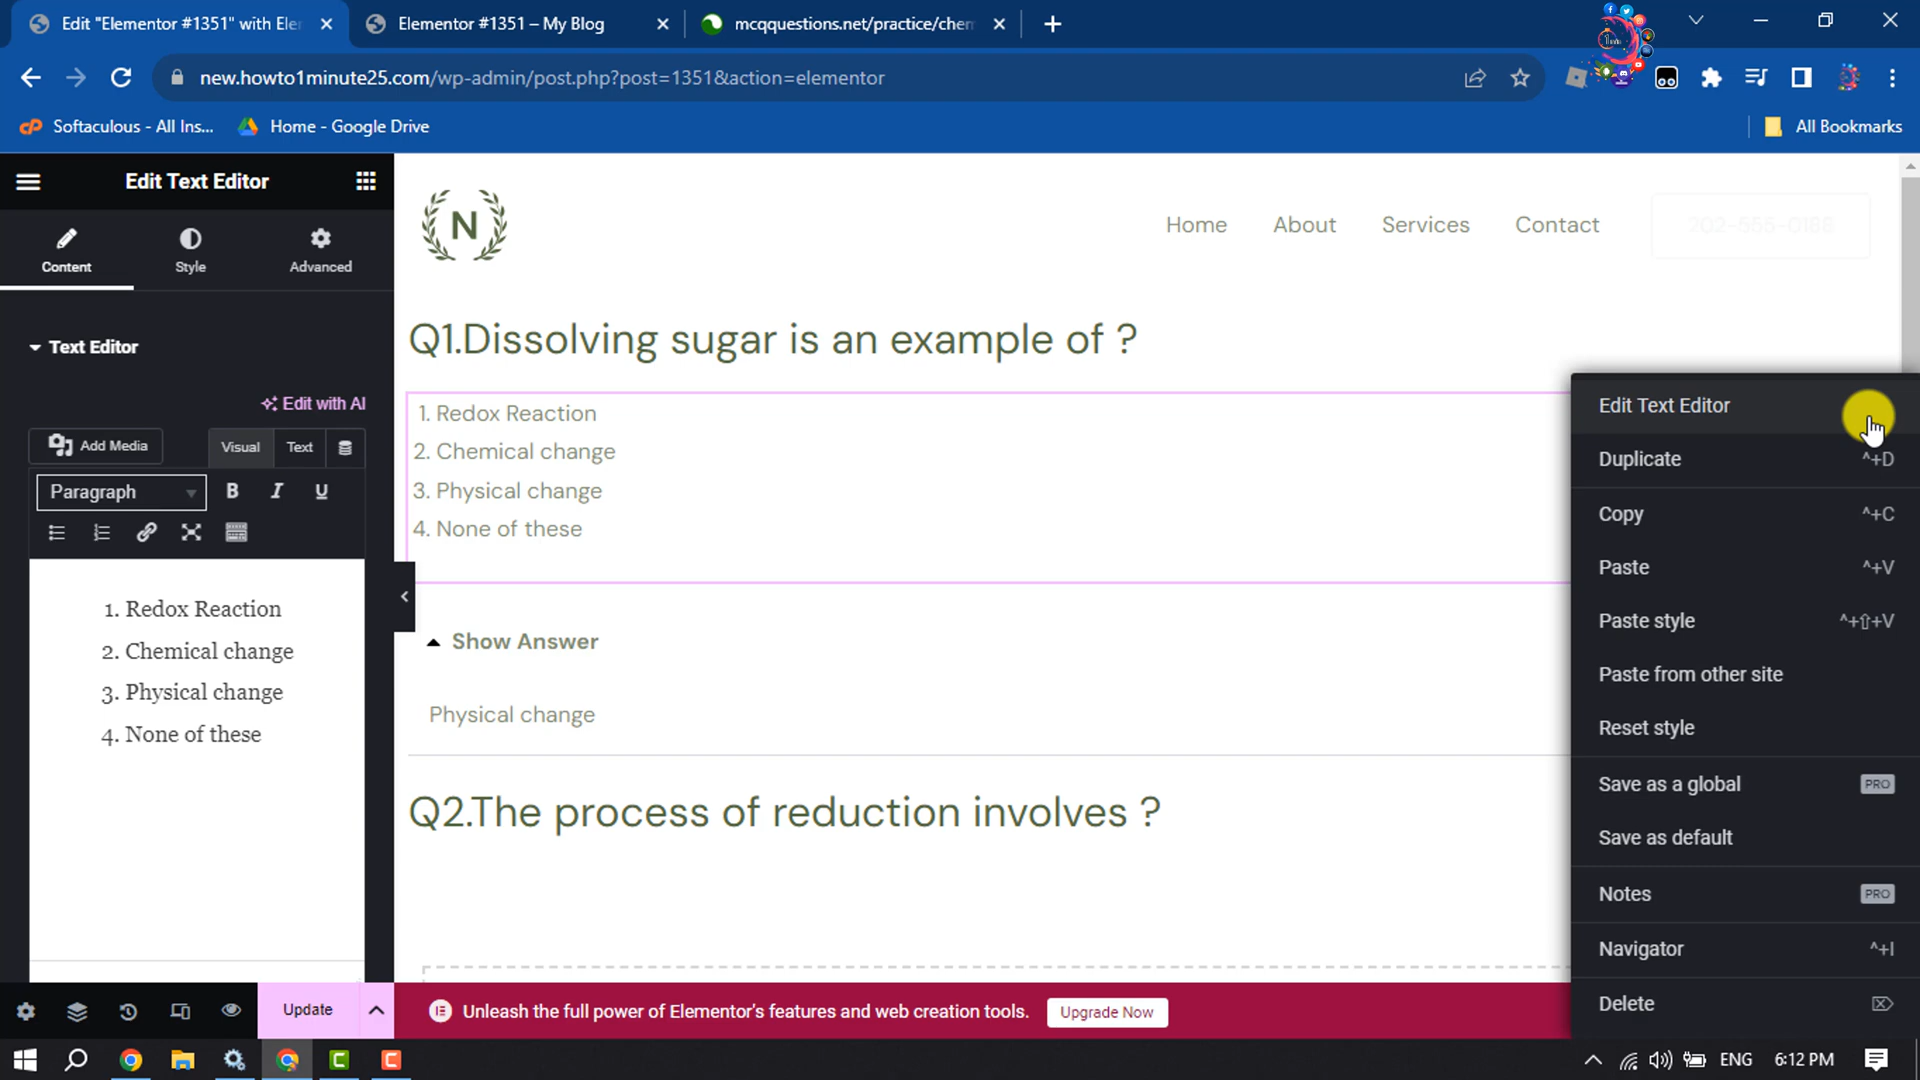 Edit "Elementor #1351" with Ele
Elementor #1351 – My Blog
mcqquestions.net/practice/chem
new.howto1minute25.com/wp-admin/post.php?post=1351&action=elementor
Softaculous - All Ins...
Home - Google Drive
All Bookmarks
Edit Text Editor
Content
Style
Advanced
Text Editor
Edit with AI
Add Media
Visual
Text
Paragraph
B I U
1. Redox Reaction
2. Chemical change
3. Physical change
4. None of these
Update
N
Home
About
Services
Contact
202-555-0188
Q1.Dissolving sugar is an example of ?
1. Redox Reaction
2. Chemical change
3. Physical change
4. None of these
Show Answer
Physical change
Q2.The process of reduction involves ?
Edit Text Editor
Duplicate ^+D
Copy ^+C
Paste ^+V
Paste style ^+⇧+V
Paste from other site
Reset style
Save as a global PRO
Save as default
Notes PRO
Navigator ^+I
Delete
Unleash the full power of Elementor's features and web creation tools.
Upgrade Now
ENG
6:12 PM